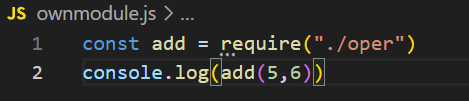 JS ownmodule.js > ...
1 const add = require("./oper")
2 console.log(add(5,6))